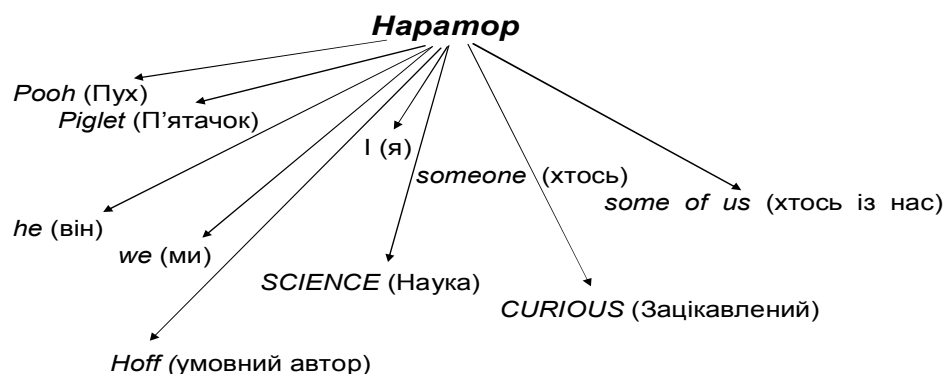 Наратор
Pooh (Пух)
Piglet (П’ятачок)
I (я)
someone (хтось)
some of us (хтось із нас)
he (він)
we (ми)
SCIENCE (Наука)
CURIOUS (Зацікавлений)
Hoff (умовний автор)